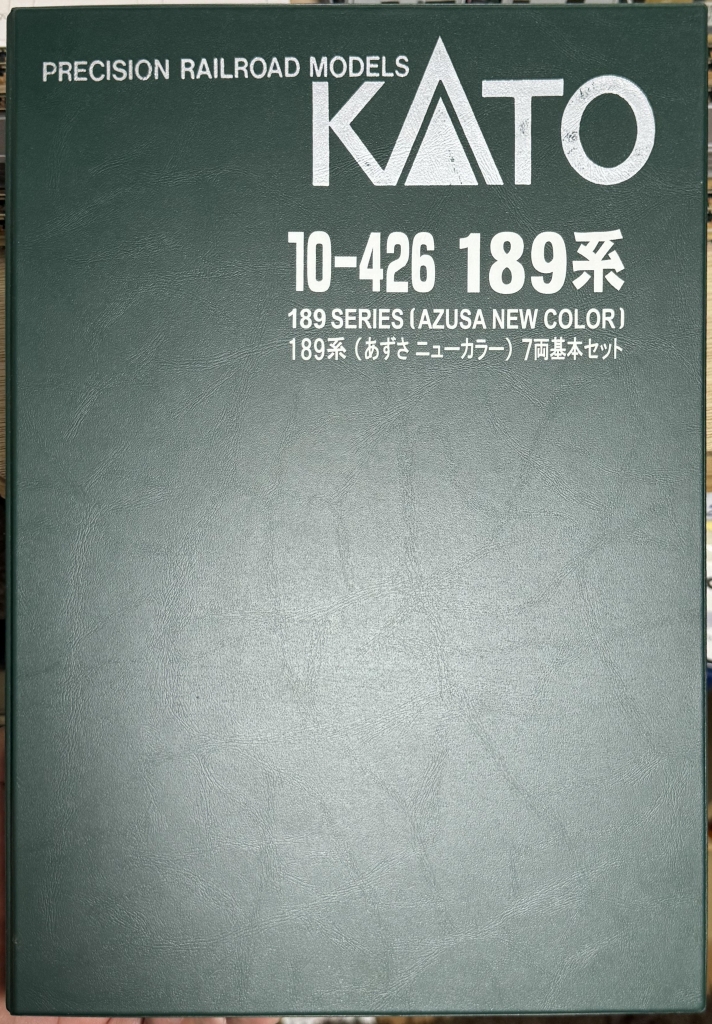 PRECISION RAILROAD MODELS
KATO
10-426 189系
189 SERIES (AZUSA NEW COLOR)
189系 (あずさ ニューカラー) 7両基本セット